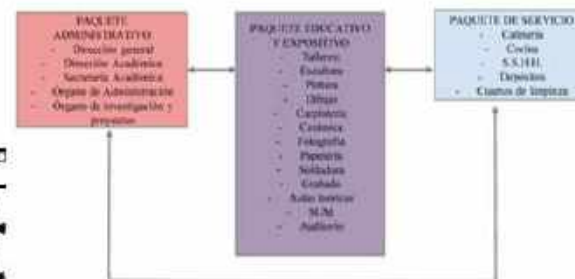 PAQUETE
ADMINISTRATIVO
- Dirección general
- Dirección Académica
- Secretaria Académica
- Órgano de Administración
- Órgano de investigación y
proyectos
PAQUETE EDUCATIVO
Y EXPOSITIVO
- Talleres:
- Escultura
- Pintura
- Dibujo
- Carpintería
- Cerámica
- Fotografía
- Papelería
- Soldadura
- Grabado
- Aulas teóricas
- SUM
- Auditorio
PAQUETE DE SERVICIO
- Cafetería
- Cocina
- S.S.H.H.
- Depósitos
- Cuartos de limpieza